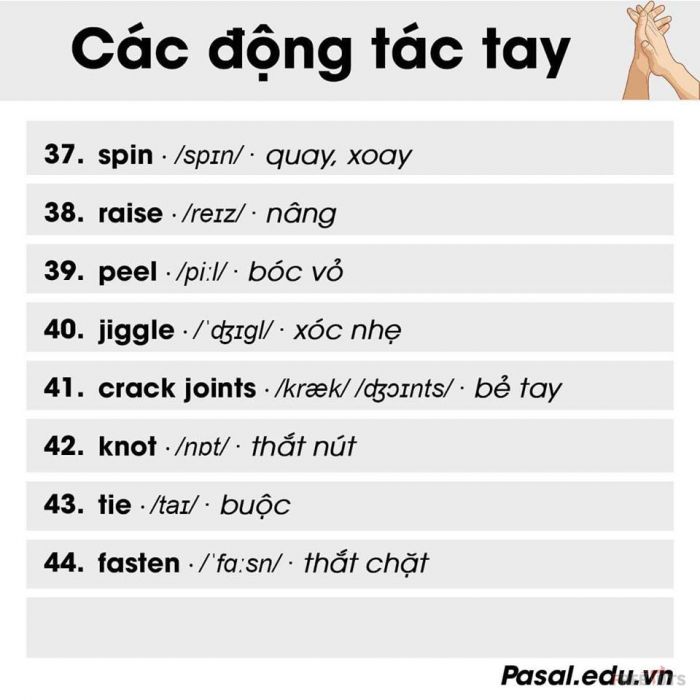 Các động tác tay
37. spin · /spɪn/ · quay, xoay
38. raise · /reɪz/ · nâng
39. peel · /piːl/ · bóc vỏ
40. jiggle · /ˈʤɪgl/ · xóc nhẹ
41. crack joints · /kræk/ /ʤɔɪnts/ · bẻ tay
42. knot · /nɒt/ · thắt nút
43. tie · /taɪ/ · buộc
44. fasten · /ˈfɑːsn/ · thắt chặt
Pasal.edu.vn